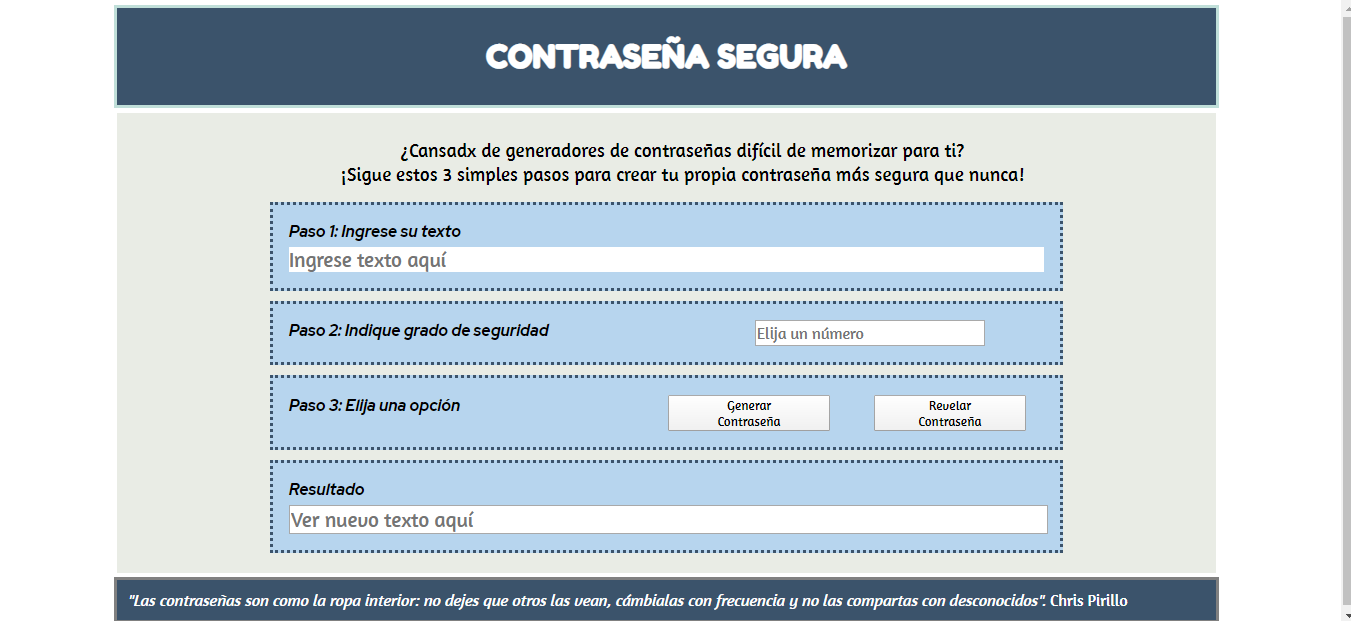 CONTRASEÑA SEGURA
¿Cansadx de generadores de contraseñas difícil de memorizar para ti?
¡Sigue estos 3 simples pasos para crear tu propia contraseña más segura que nunca!
Paso 1: Ingrese su texto
Ingrese texto aquí
Paso 2: Indique grado de seguridad
Elija un número
Paso 3: Elija una opción
Generar
Contraseña
Revelar
Contraseña
Resultado
Ver nuevo texto aquí
"Las contraseñas son como la ropa interior: no dejes que otros las vean, cámbialas con frecuencia y no las compartas con desconocidos". Chris Pirillo